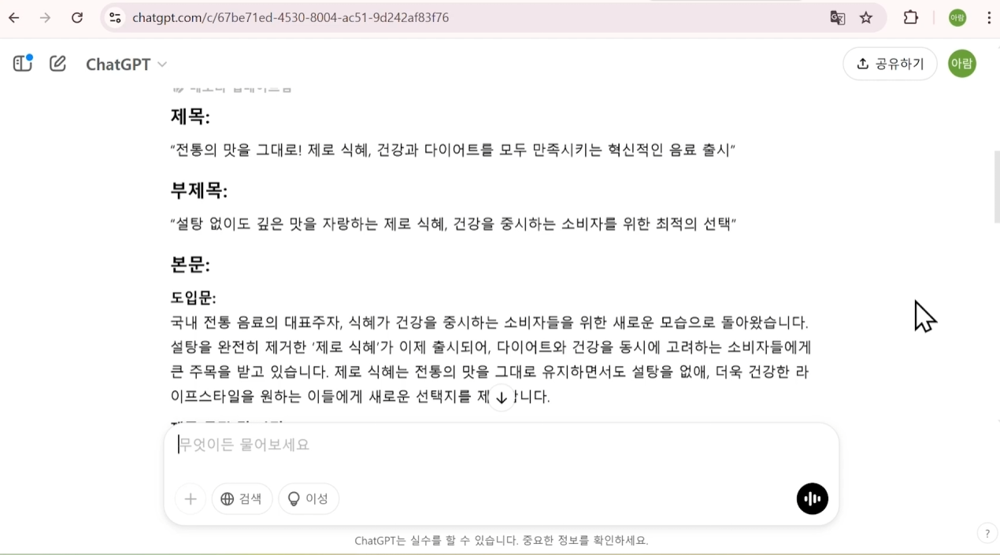 chatgpt.com/c/67be71ed-4530-8004-ac51-9d242af83f76
아람
ChatGPT
공유하기
아람
제목:
“전통의 맛을 그대로! 제로 식혜, 건강과 다이어트를 모두 만족시키는 혁신적인 음료 출시”
부제목:
“설탕 없이도 깊은 맛을 자랑하는 제로 식혜, 건강을 중시하는 소비자를 위한 최적의 선택”
본문:
도입문:
국내 전통 음료의 대표주자, 식혜가 건강을 중시하는 소비자들을 위한 새로운 모습으로 돌아왔습니다.
설탕을 완전히 제거한 ‘제로 식혜’가 이제 출시되어, 다이어트와 건강을 동시에 고려하는 소비자들에게
큰 주목을 받고 있습니다. 제로 식혜는 전통의 맛을 그대로 유지하면서도 설탕을 없애, 더욱 건강한 라
이프스타일을 원하는 이들에게 새로운 선택지를
무엇이든 물어보세요
검색
이성
ChatGPT는 실수를 할 수 있습니다. 중요한 정보를 확인하세요.
?